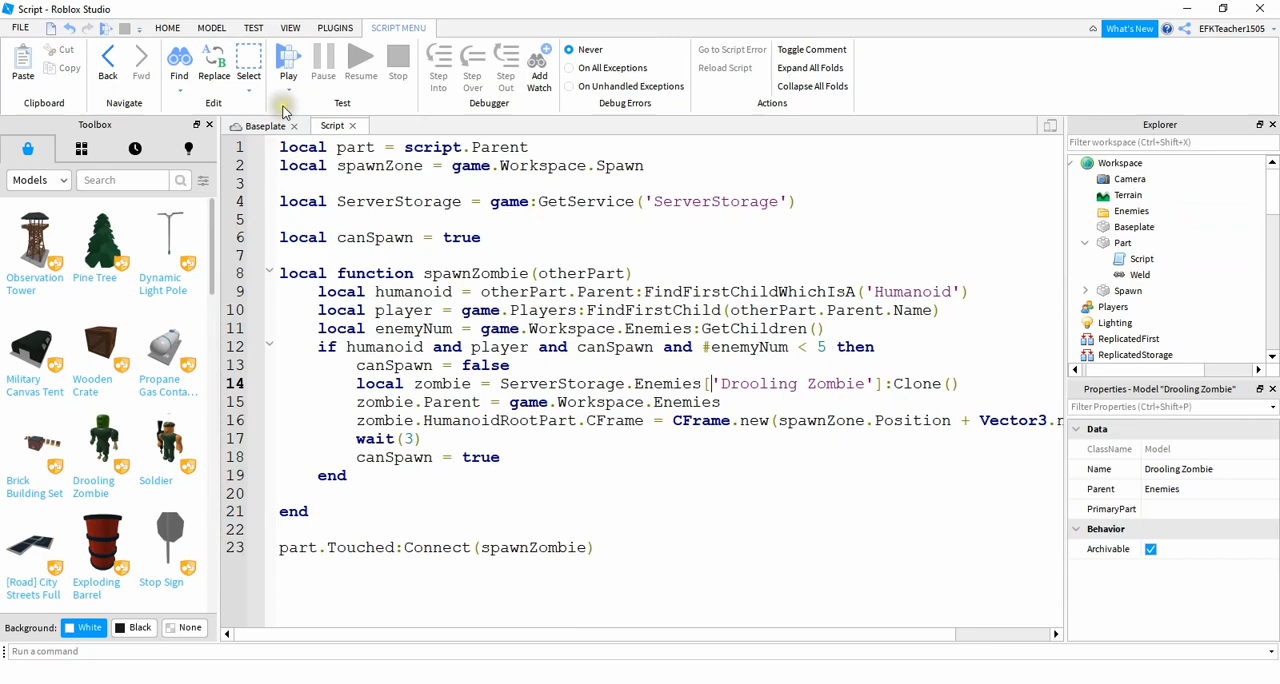 Script - Roblox Studio
FILE HOME MODEL TEST VIEW PLUGINS SCRIPT MENU What's New EFKTeacher1505
Paste Cut Copy Back Fwd Find Replace Select Play Pause Resume Stop Step Into Step Over Step Out Add Watch
Never
On All Exceptions
On Unhandled Exceptions
Go to Script Error
Reload Script
Toggle Comment
Expand All Folds
Collapse All Folds
Clipboard Navigate Edit Test Debugger Debug Errors Actions
Toolbox
Models Search
Observation Tower
Pine Tree
Dynamic Light Pole
Military Canvas Tent
Wooden Crate
Propane Gas Conta...
Brick Building Set
Drooling Zombie
Soldier
[Road] City Streets Full
Exploding Barrel
Stop Sign
Background: White Black None
Baseplate Script
1 local part = script.Parent
2 local spawnZone = game.Workspace.Spawn
3
4 local ServerStorage = game:GetService('ServerStorage')
5
6 local canSpawn = true
7
8 local function spawnZombie(otherPart)
9 local humanoid = otherPart.Parent:FindFirstChildWhichIsA('Humanoid')
10 local player = game.Players:FindFirstChild(otherPart.Parent.Name)
11 local enemyNum = game.Workspace.Enemies:GetChildren()
12 if humanoid and player and canSpawn and #enemyNum < 5 then
13 canSpawn = false
14 local zombie = ServerStorage.Enemies['Drooling Zombie']:Clone()
15 zombie.Parent = game.Workspace.Enemies
16 zombie.HumanoidRootPart.CFrame = CFrame.new(spawnZone.Position + Vector3.n
17 wait(3)
18 canSpawn = true
19 end
20
21 end
22
23 part.Touched:Connect(spawnZombie)
Explorer
Filter workspace (Ctrl+Shift+X)
Workspace
Camera
Terrain
Enemies
Baseplate
Part
Script
Weld
Spawn
Players
Lighting
ReplicatedFirst
ReplicatedStorage
Properties - Model "Drooling Zombie"
Filter Properties (Ctrl+Shift+P)
Data
ClassName Model
Name Drooling Zombie
Parent Enemies
PrimaryPart
Behavior
Archivable
Run a command